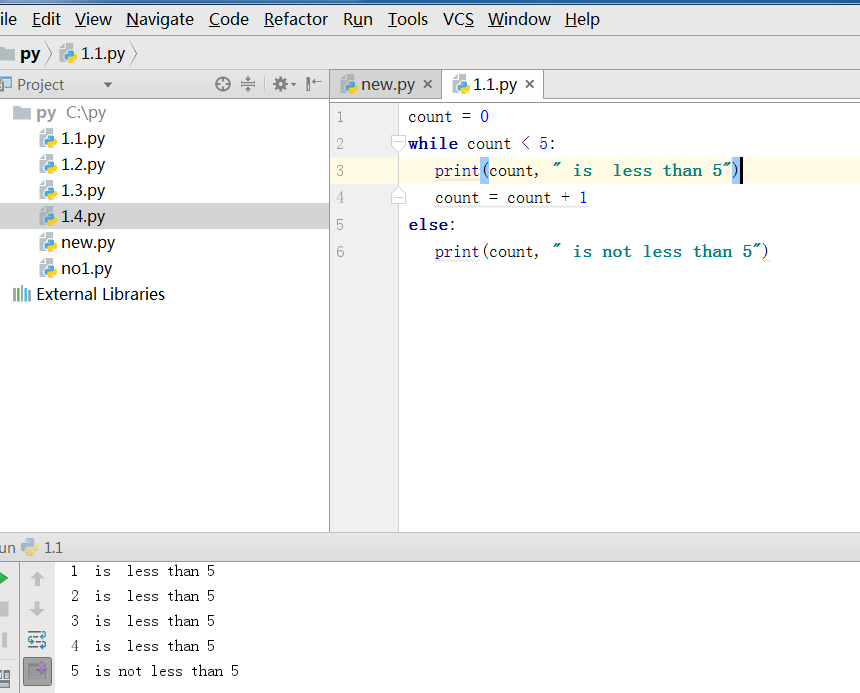 ile Edit View Navigate Code Refactor Run Tools VCS Window Help
py 1.1.py
Project
new.py × 1.1.py ×
py C:\py
1.1.py
1.2.py
1.3.py
1.4.py
new.py
no1.py
External Libraries
1 count = 0
2 while count < 5:
3 print(count, " is  less than 5")
4 count = count + 1
5 else:
6 print(count, " is not less than 5")
un 1.1
1  is  less than 5
2  is  less than 5
3  is  less than 5
4  is  less than 5
5  is not less than 5